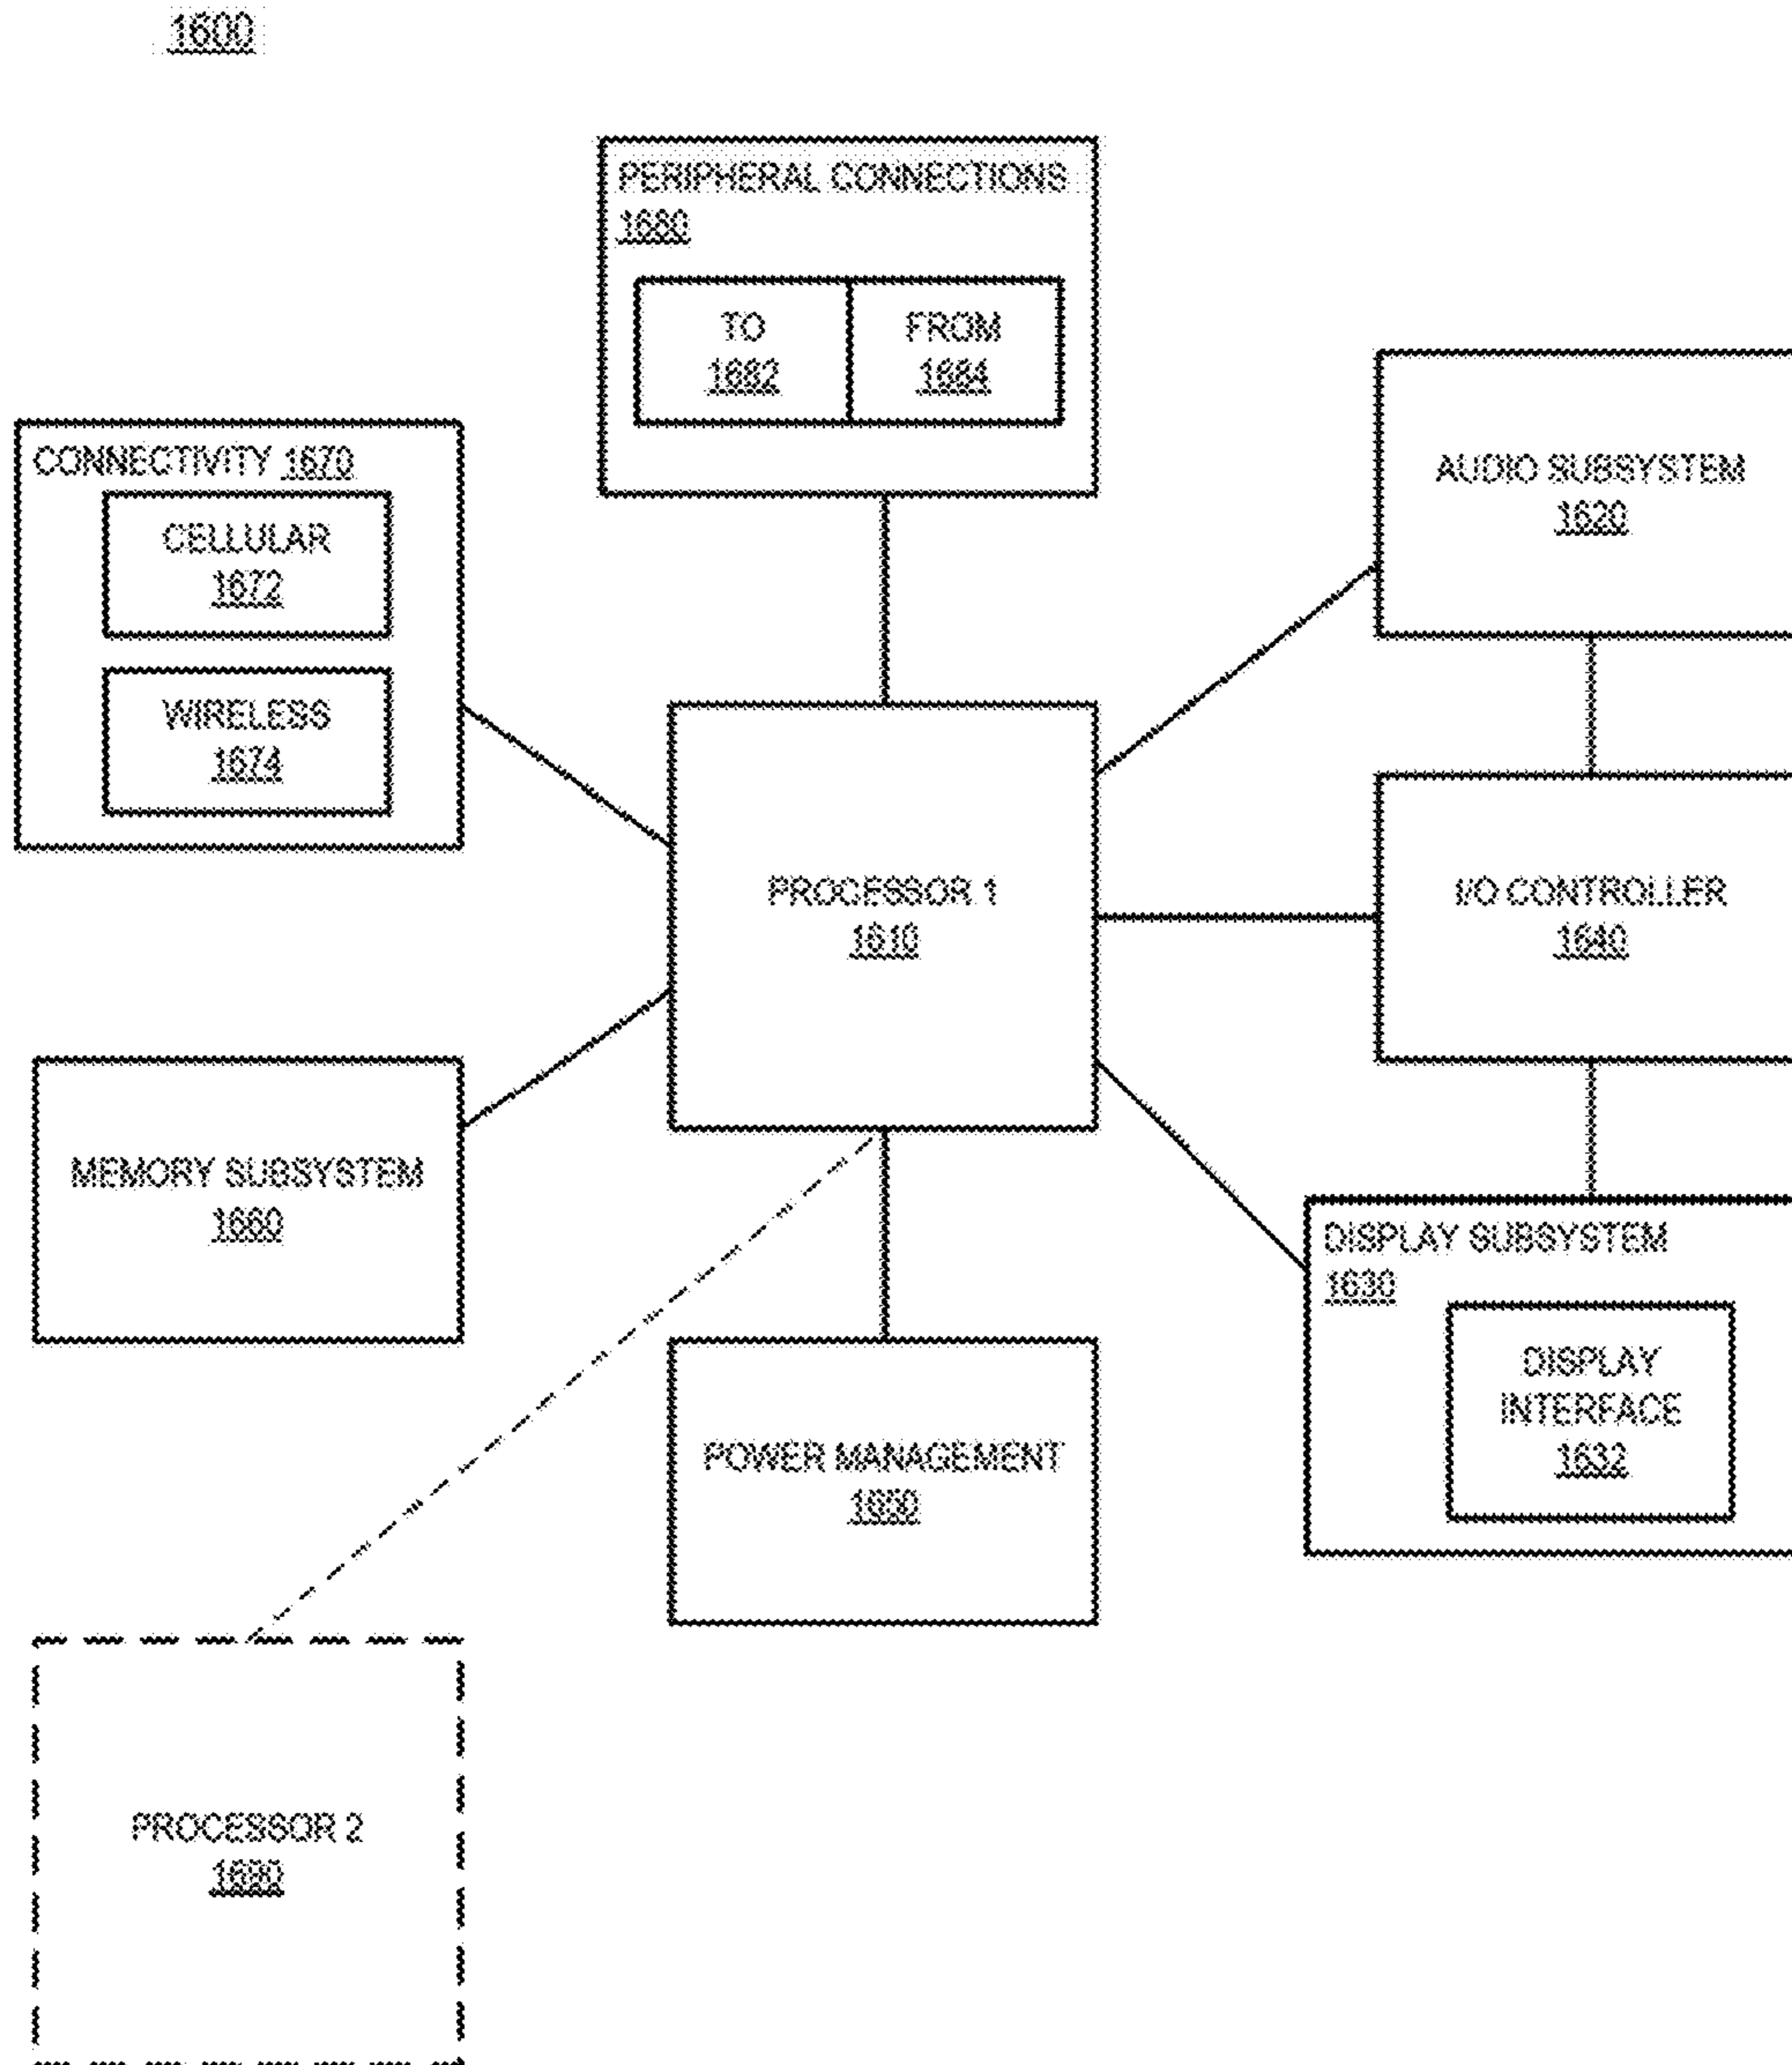 1600
PERIPHERAL CONNECTIONS
1680
TO
1682
FROM
1684
AUDIO SUBSYSTEM
1620
CONNECTIVITY 1670
CELLULAR
1672
WIRELESS
1674
PROCESSOR 1
1610
I/O CONTROLLER
1640
MEMORY SUBSYSTEM
1660
DISPLAY SUBSYSTEM
1630
DISPLAY
INTERFACE
1632
POWER MANAGEMENT
1650
PROCESSOR 2
1690